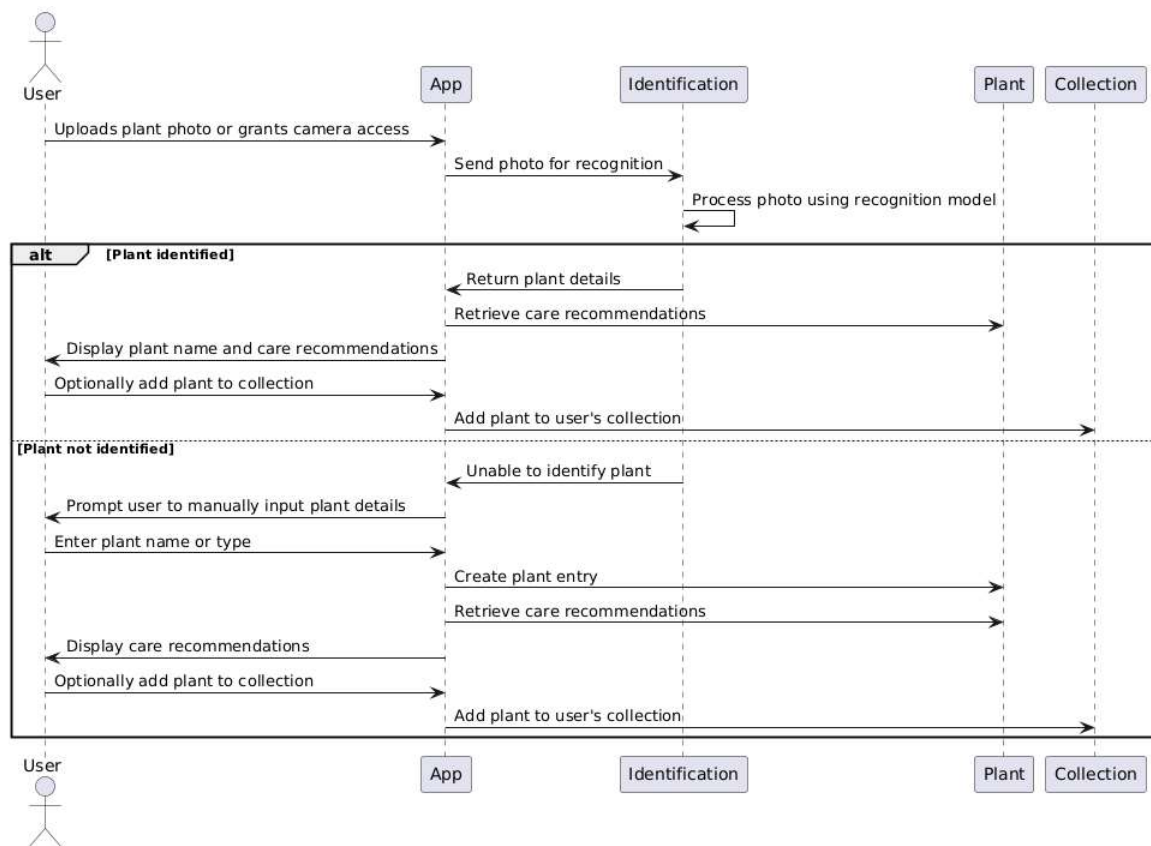 User
App
Identification
Plant
Collection
Uploads plant photo or grants camera access
Send photo for recognition
Process photo using recognition model
alt [Plant identified]
Return plant details
Retrieve care recommendations
Display plant name and care recommendations
Optionally add plant to collection
Add plant to user's collection
[Plant not identified]
Unable to identify plant
Prompt user to manually input plant details
Enter plant name or type
Create plant entry
Retrieve care recommendations
Display care recommendations
Optionally add plant to collection
Add plant to user's collection
User
App
Identification
Plant
Collection